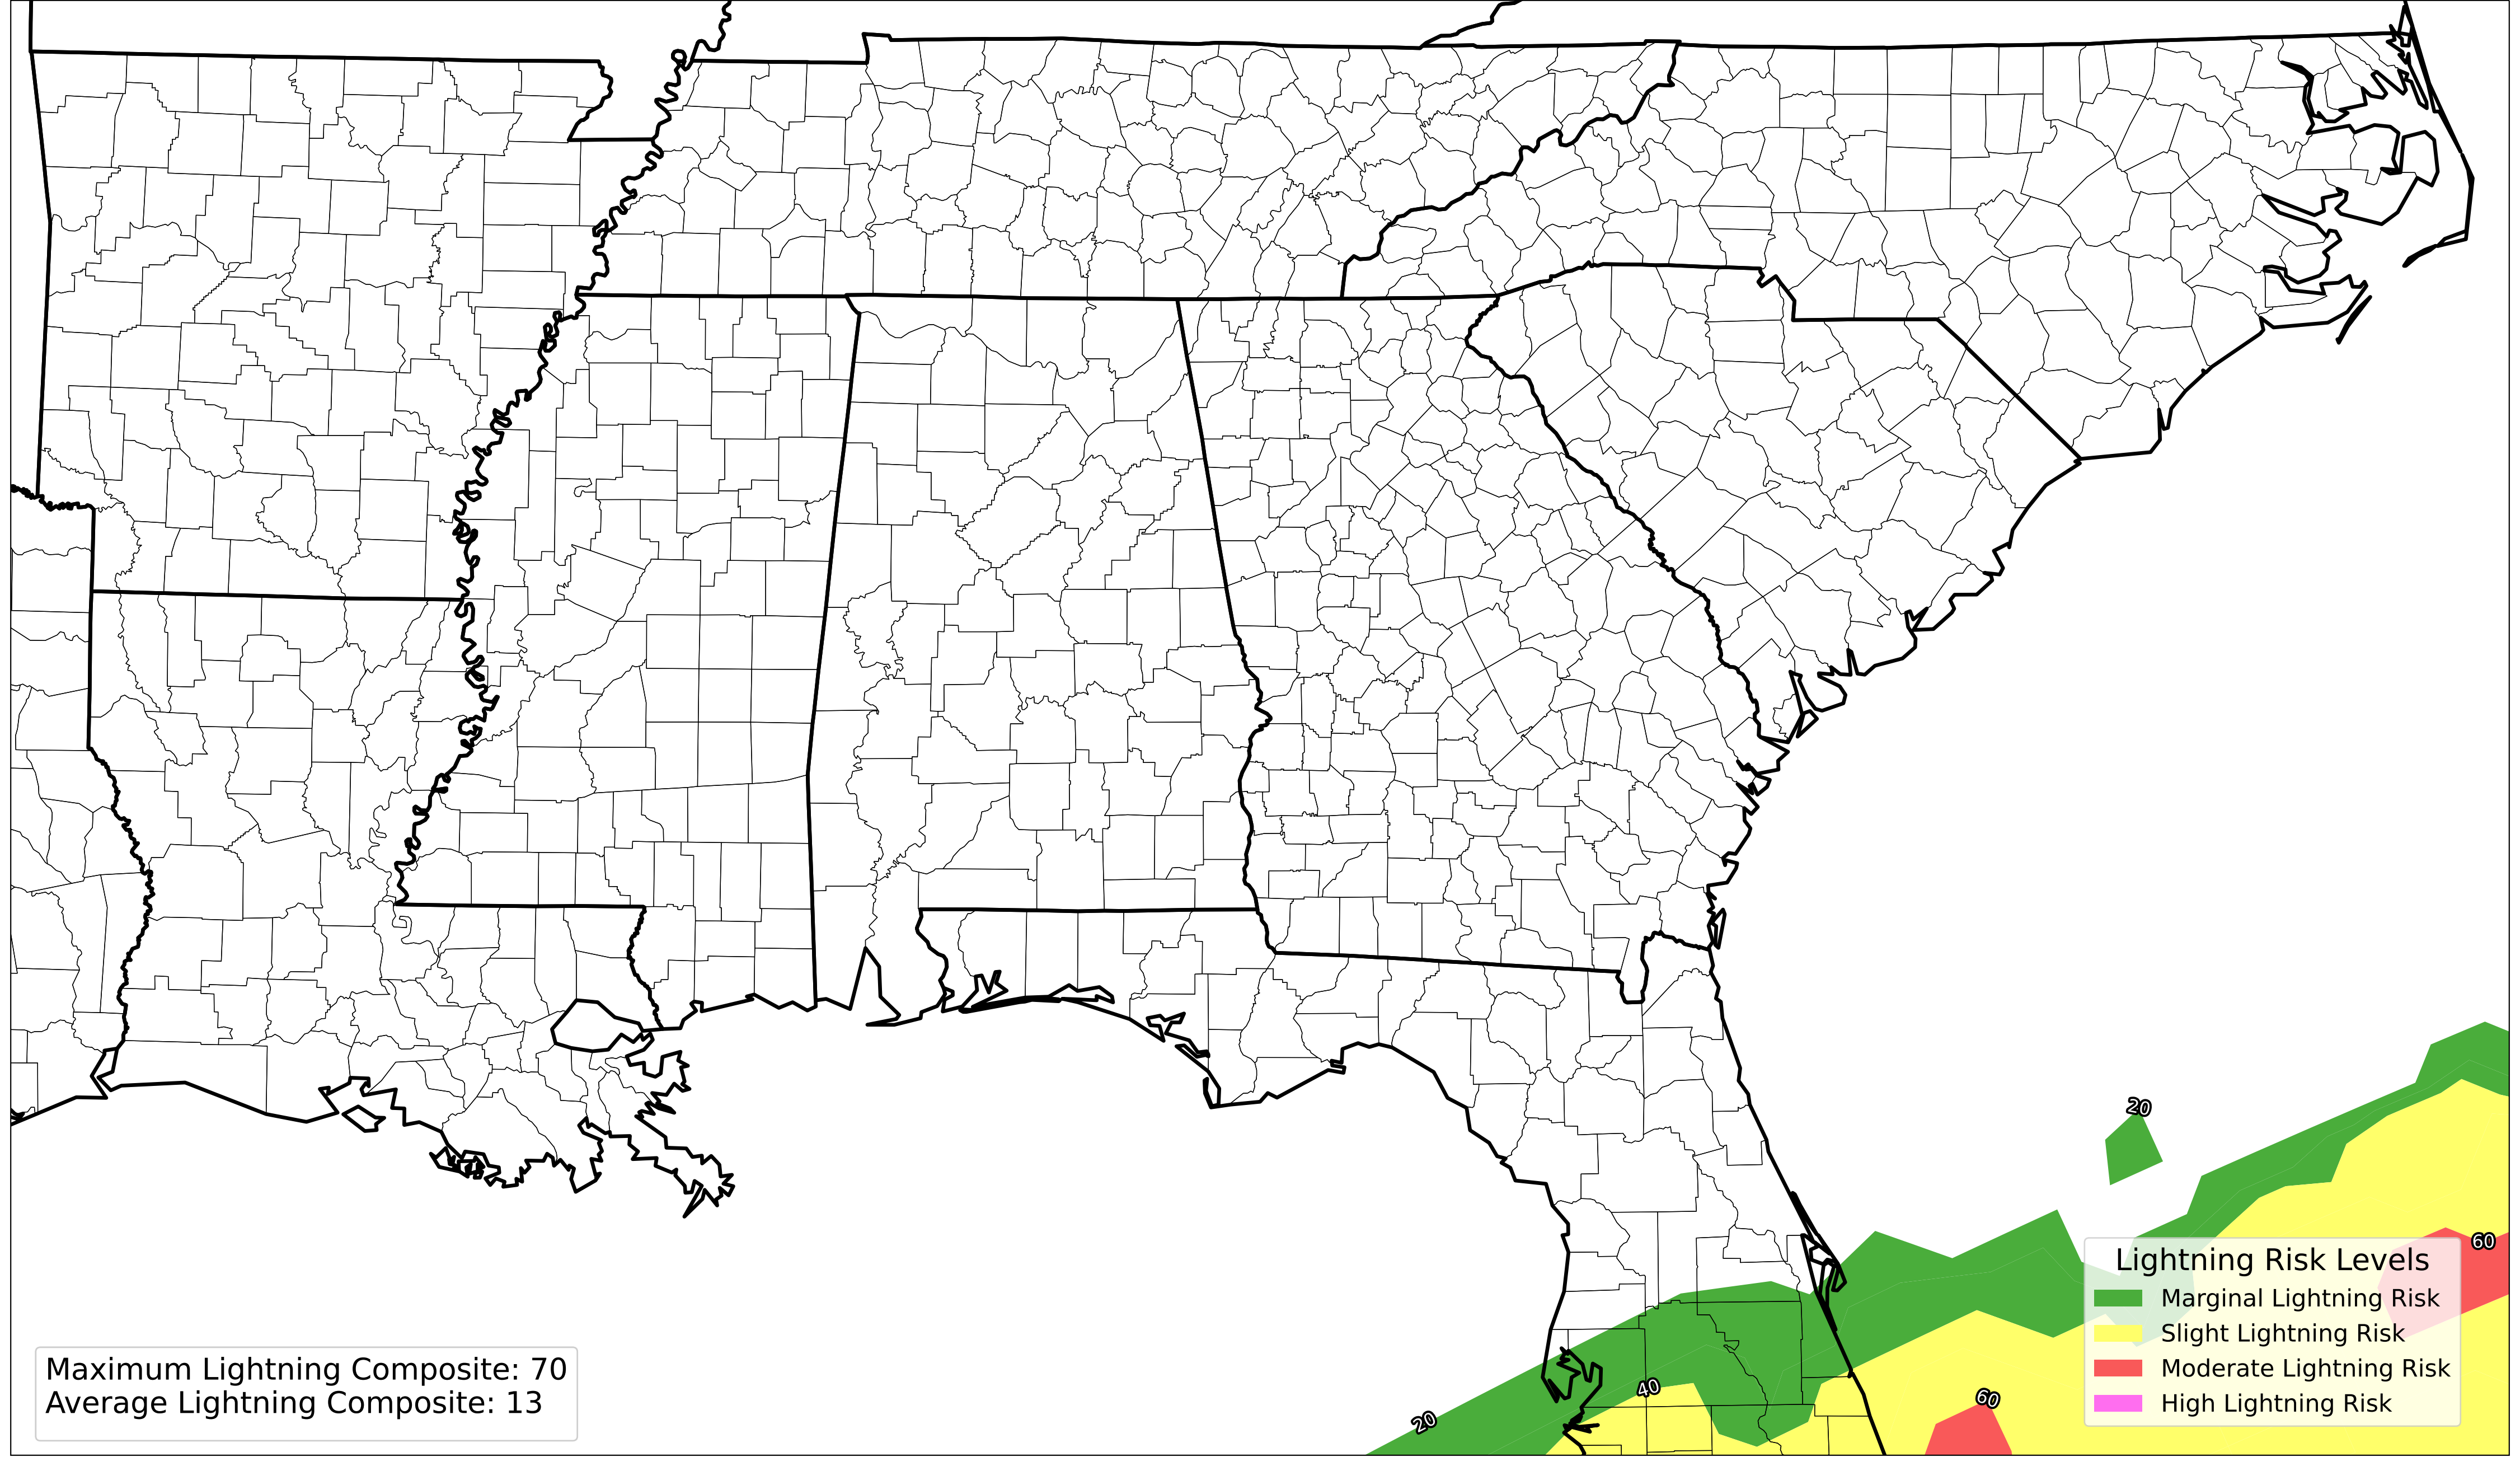 20
60
Lightning Risk Levels
Marginal Lightning Risk
Slight Lightning Risk
Moderate Lightning Risk
High Lightning Risk
Maximum Lightning Composite: 70
Average Lightning Composite: 13
40
60
20